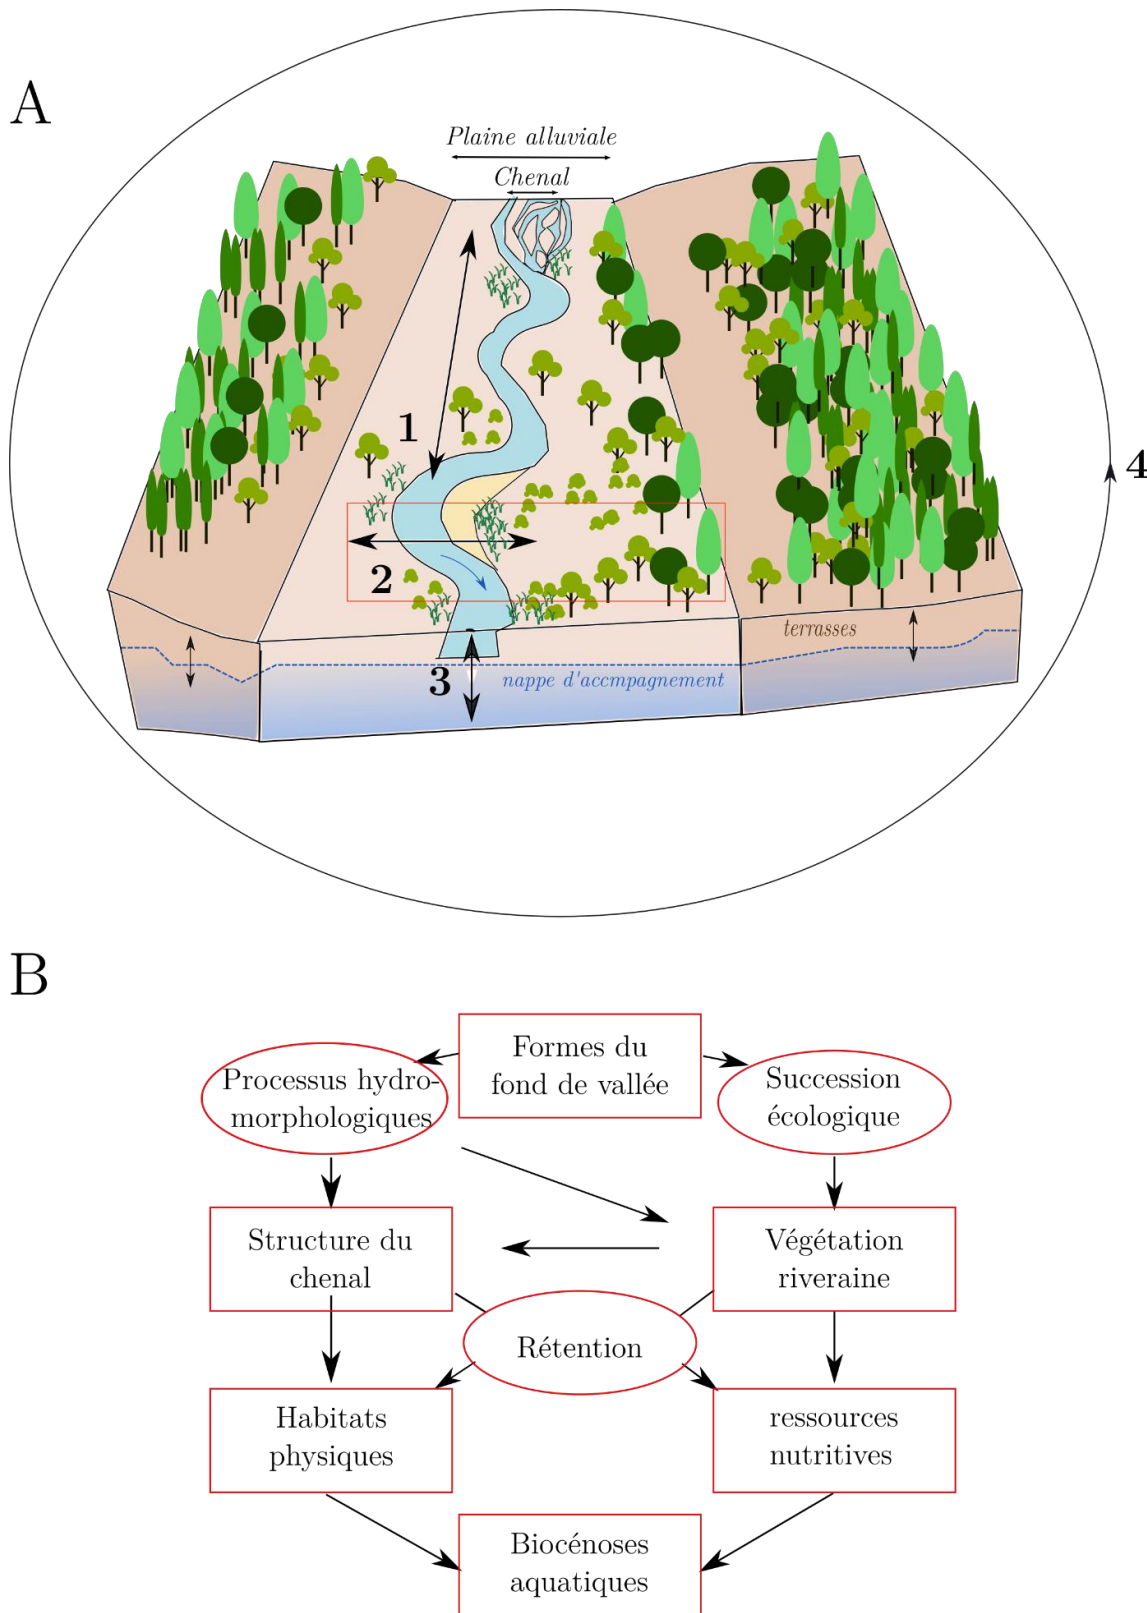 A
Plaine alluviale
Chenal
1
4
2
terrasses
3
nappe d'accmpagnement
B
Formes du
fond de vallée
Processus hydro-
morphologiques
Succession
écologique
Structure du
chenal
Végétation
riveraine
Rétention
Habitats
physiques
ressources
nutritives
Biocénoses
aquatiques